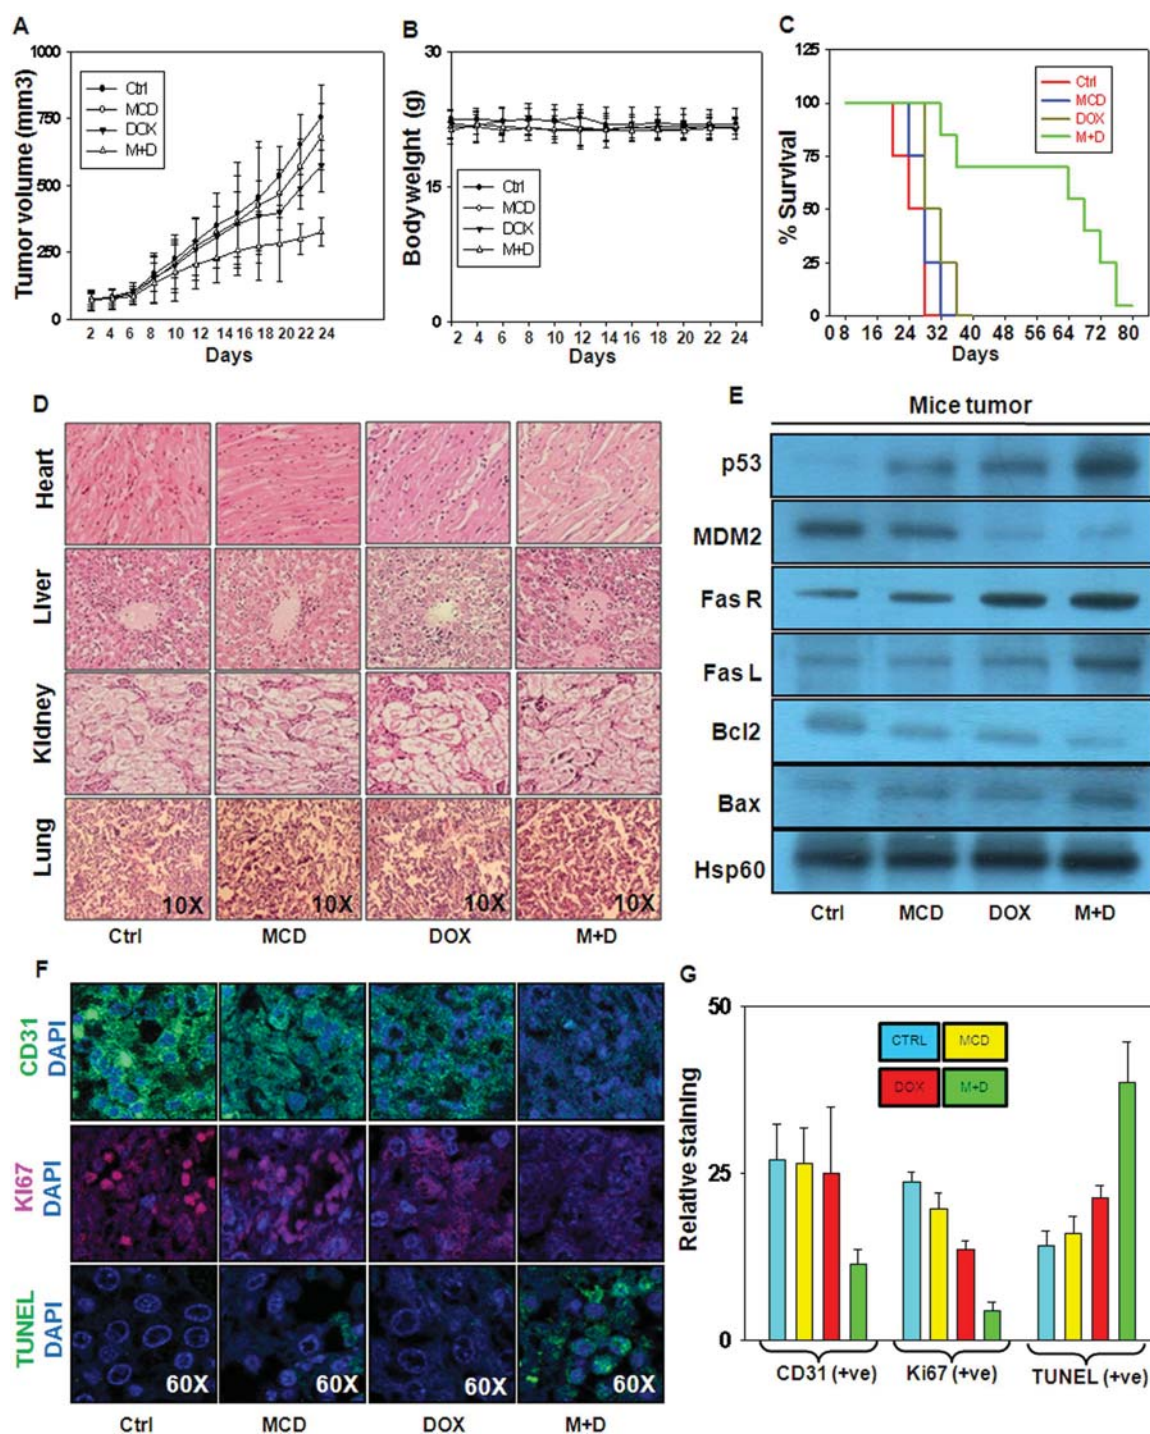 A
Tumor volume (mm3)
1000
750
500
250
0
Ctrl
MCD
DOX
M+D
2 4 6 8 10 12 14 16 18 20 22 24
Days
B
Bodyweight (g)
30
15
0
Ctrl
MCD
DOX
M+D
2 4 6 8 10 12 14 16 18 20 22 24
Days
C
% Survival
125
100
75
50
25
0
Ctrl
MCD
DOX
M+D
0 8 16 24 30 40 48 56 64 72 80
Days
D
Heart
Liver
Kidney
Lung
10X 10X 10X 10X
Ctrl MCD DOX M+D
E
Mice tumor
p53
MDM2
Fas R
Fas L
Bcl2
Bax
Hsp60
Ctrl MCD DOX M+D
F
CD31
DAPI
KI67
DAPI
TUNEL
DAPI
60X 60X 60X 60X
Ctrl MCD DOX M+D
G
Relative staining
50
25
0
CTRL MCD
DOX M+D
CD31 (+ve) Ki67 (+ve) TUNEL (+ve)